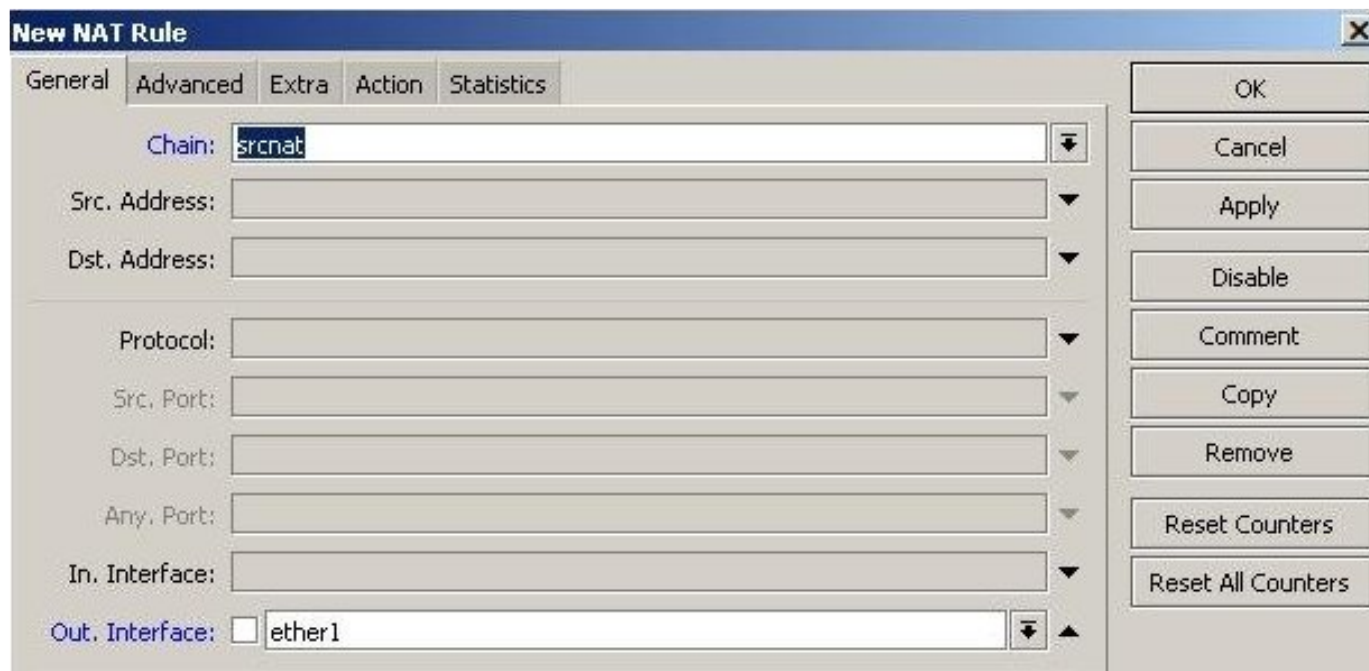 New NAT Rule
General Advanced Extra Action Statistics
Chain: srcnat
Src. Address:
Dst. Address:
Protocol:
Src. Port:
Dst. Port:
Any. Port:
In. Interface:
Out. Interface: ether1
OK
Cancel
Apply
Disable
Comment
Copy
Remove
Reset Counters
Reset All Counters